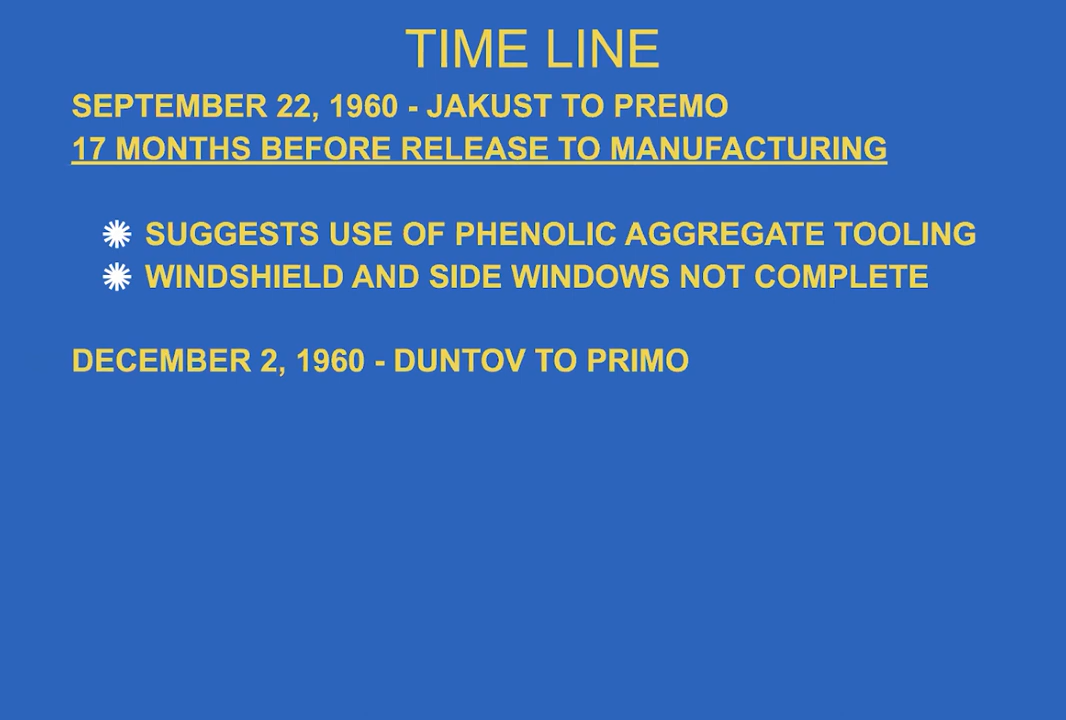 TIME LINE
SEPTEMBER 22, 1960 - JAKUST TO PREMO
17 MONTHS BEFORE RELEASE TO MANUFACTURING
SUGGESTS USE OF PHENOLIC AGGREGATE TOOLING
WINDSHIELD AND SIDE WINDOWS NOT COMPLETE
DECEMBER 2, 1960 - DUNTOV TO PRIMO